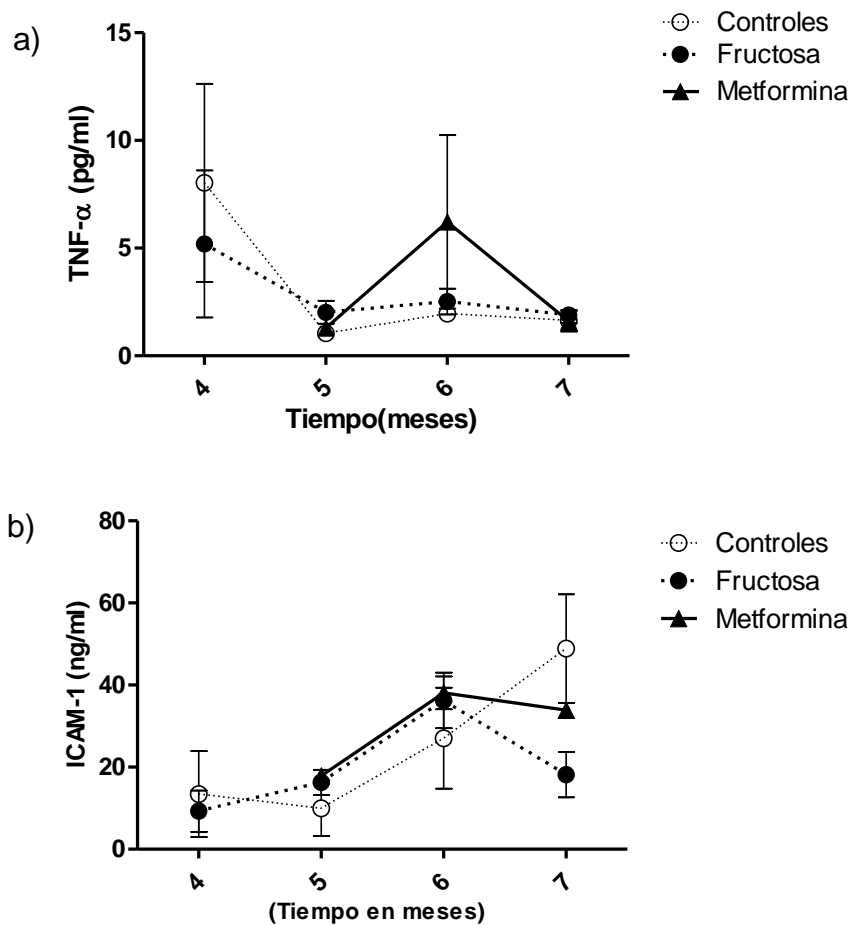 a)
15
10
5
0
TNF-α (pg/ml)
4
5
6
7
Tiempo(meses)
Controles
Fructosa
Metformina
b)
80
60
40
20
0
ICAM-1 (ng/ml)
4
5
6
7
(Tiempo en meses)
Controles
Fructosa
Metformina